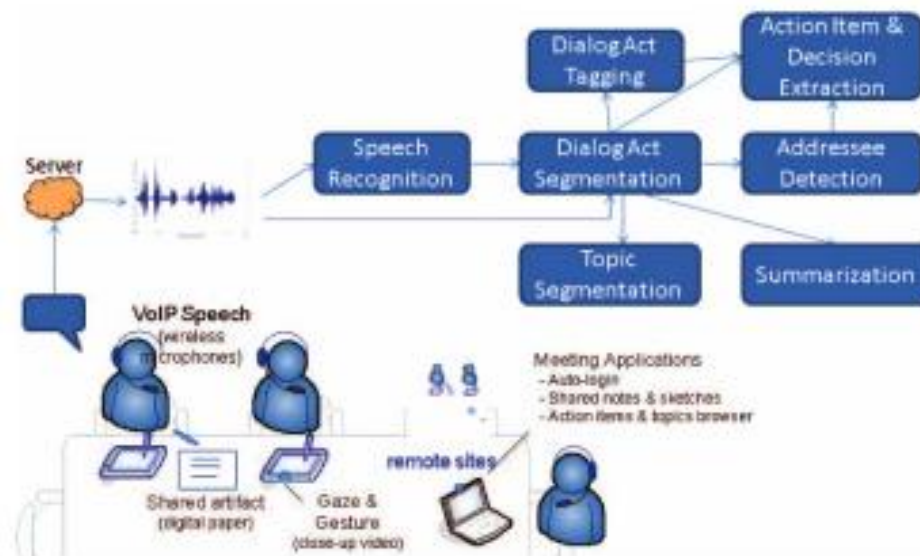 Dialog Act
Tagging
Action Item &
Decision
Extraction
Server
Speech
Recognition
Dialog Act
Segmentation
Addressee
Detection
Topic
Segmentation
Summarization
VoIP Speech
(wireless
microphones)
Meeting Applications
- Auto-login
- Shared notes & sketches
- Action items & topics browser
remote sites
Shared artifact
(digital paper)
Gaze &
Gesture
(close-up video)